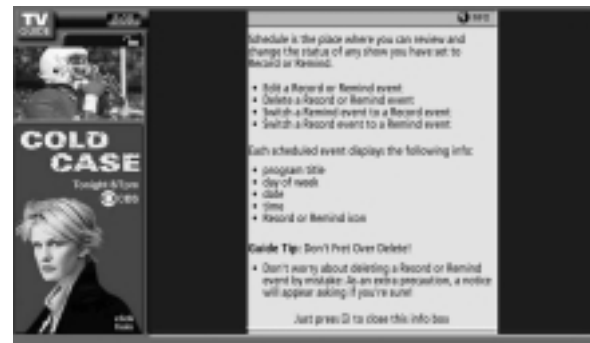 TV
GUIDE
INFO
Schedule is the place where you can review and
change the status of any show you have set to
Record or Remind.
• Edit a Record or Remind event
• Delete a Record or Remind event
• Switch a Remind event to a Record event
• Switch a Record event to a Remind event
COLD
CASE
Tonight 8/7pm
CBS
Each scheduled event displays the following info:
• program title
• day of week
• date
• time
• Record or Remind icon
Guide Tip: Don't Fret Over Delete!
• Don't worry about deleting a Record or Remind
event by mistake: As an extra precaution, a notice
will appear asking if you're sure!
Just press to close this info box